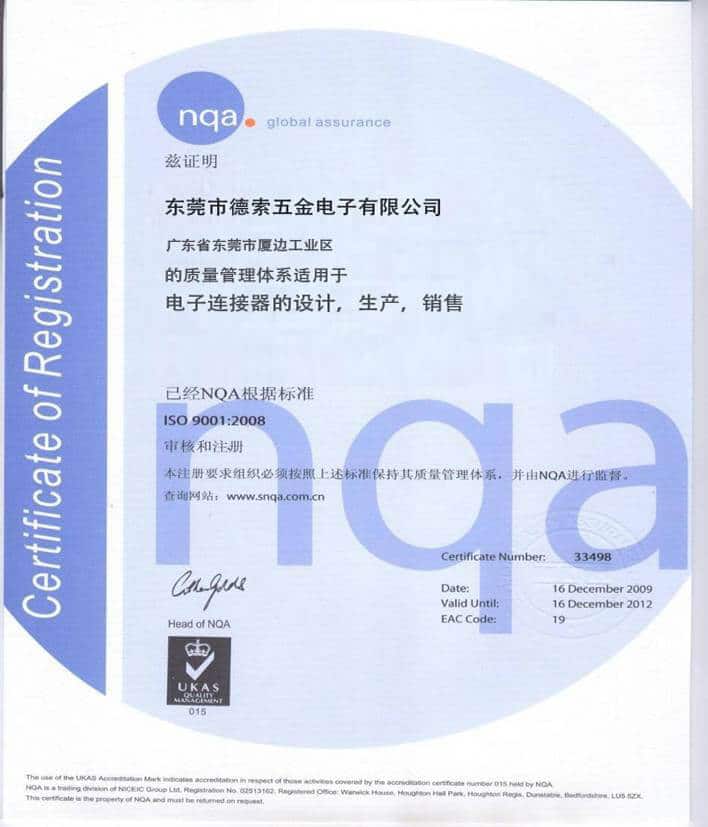 Certificate of Registration
nqa.
global assurance
兹证明
东莞市德索五金电子有限公司
广东省东莞市厦边工业区
的质量管理体系适用于
电子连接器的设计，生产，销售
已经NQA根据标准
ISO 9001:2008
审核和注册
本注册要求组织必须按照上述标准保持其质量管理体系，并由NQA进行监督。
查询网站：www.snqa.com.cn
nqa
Certificate Number: 33498
Date: 16 December 2009
Valid Until: 16 December 2012
EAC Code: 19
Head of NQA
UKAS
QUALITY
MANAGEMENT
015
The use of the UKAS Accreditation Mark indicates accreditation in respect of those activities covered by the accreditation certificate number 015 held by NQA.
NQA is a trading division of NICEIC Group Ltd, Registration No. 02513162. Registered Office: Warwick House, Houghton Hall Park, Houghton Regis, Dunstable, Bedfordshire, LU5 5ZX.
This certificate is the property of NQA and must be returned on request.